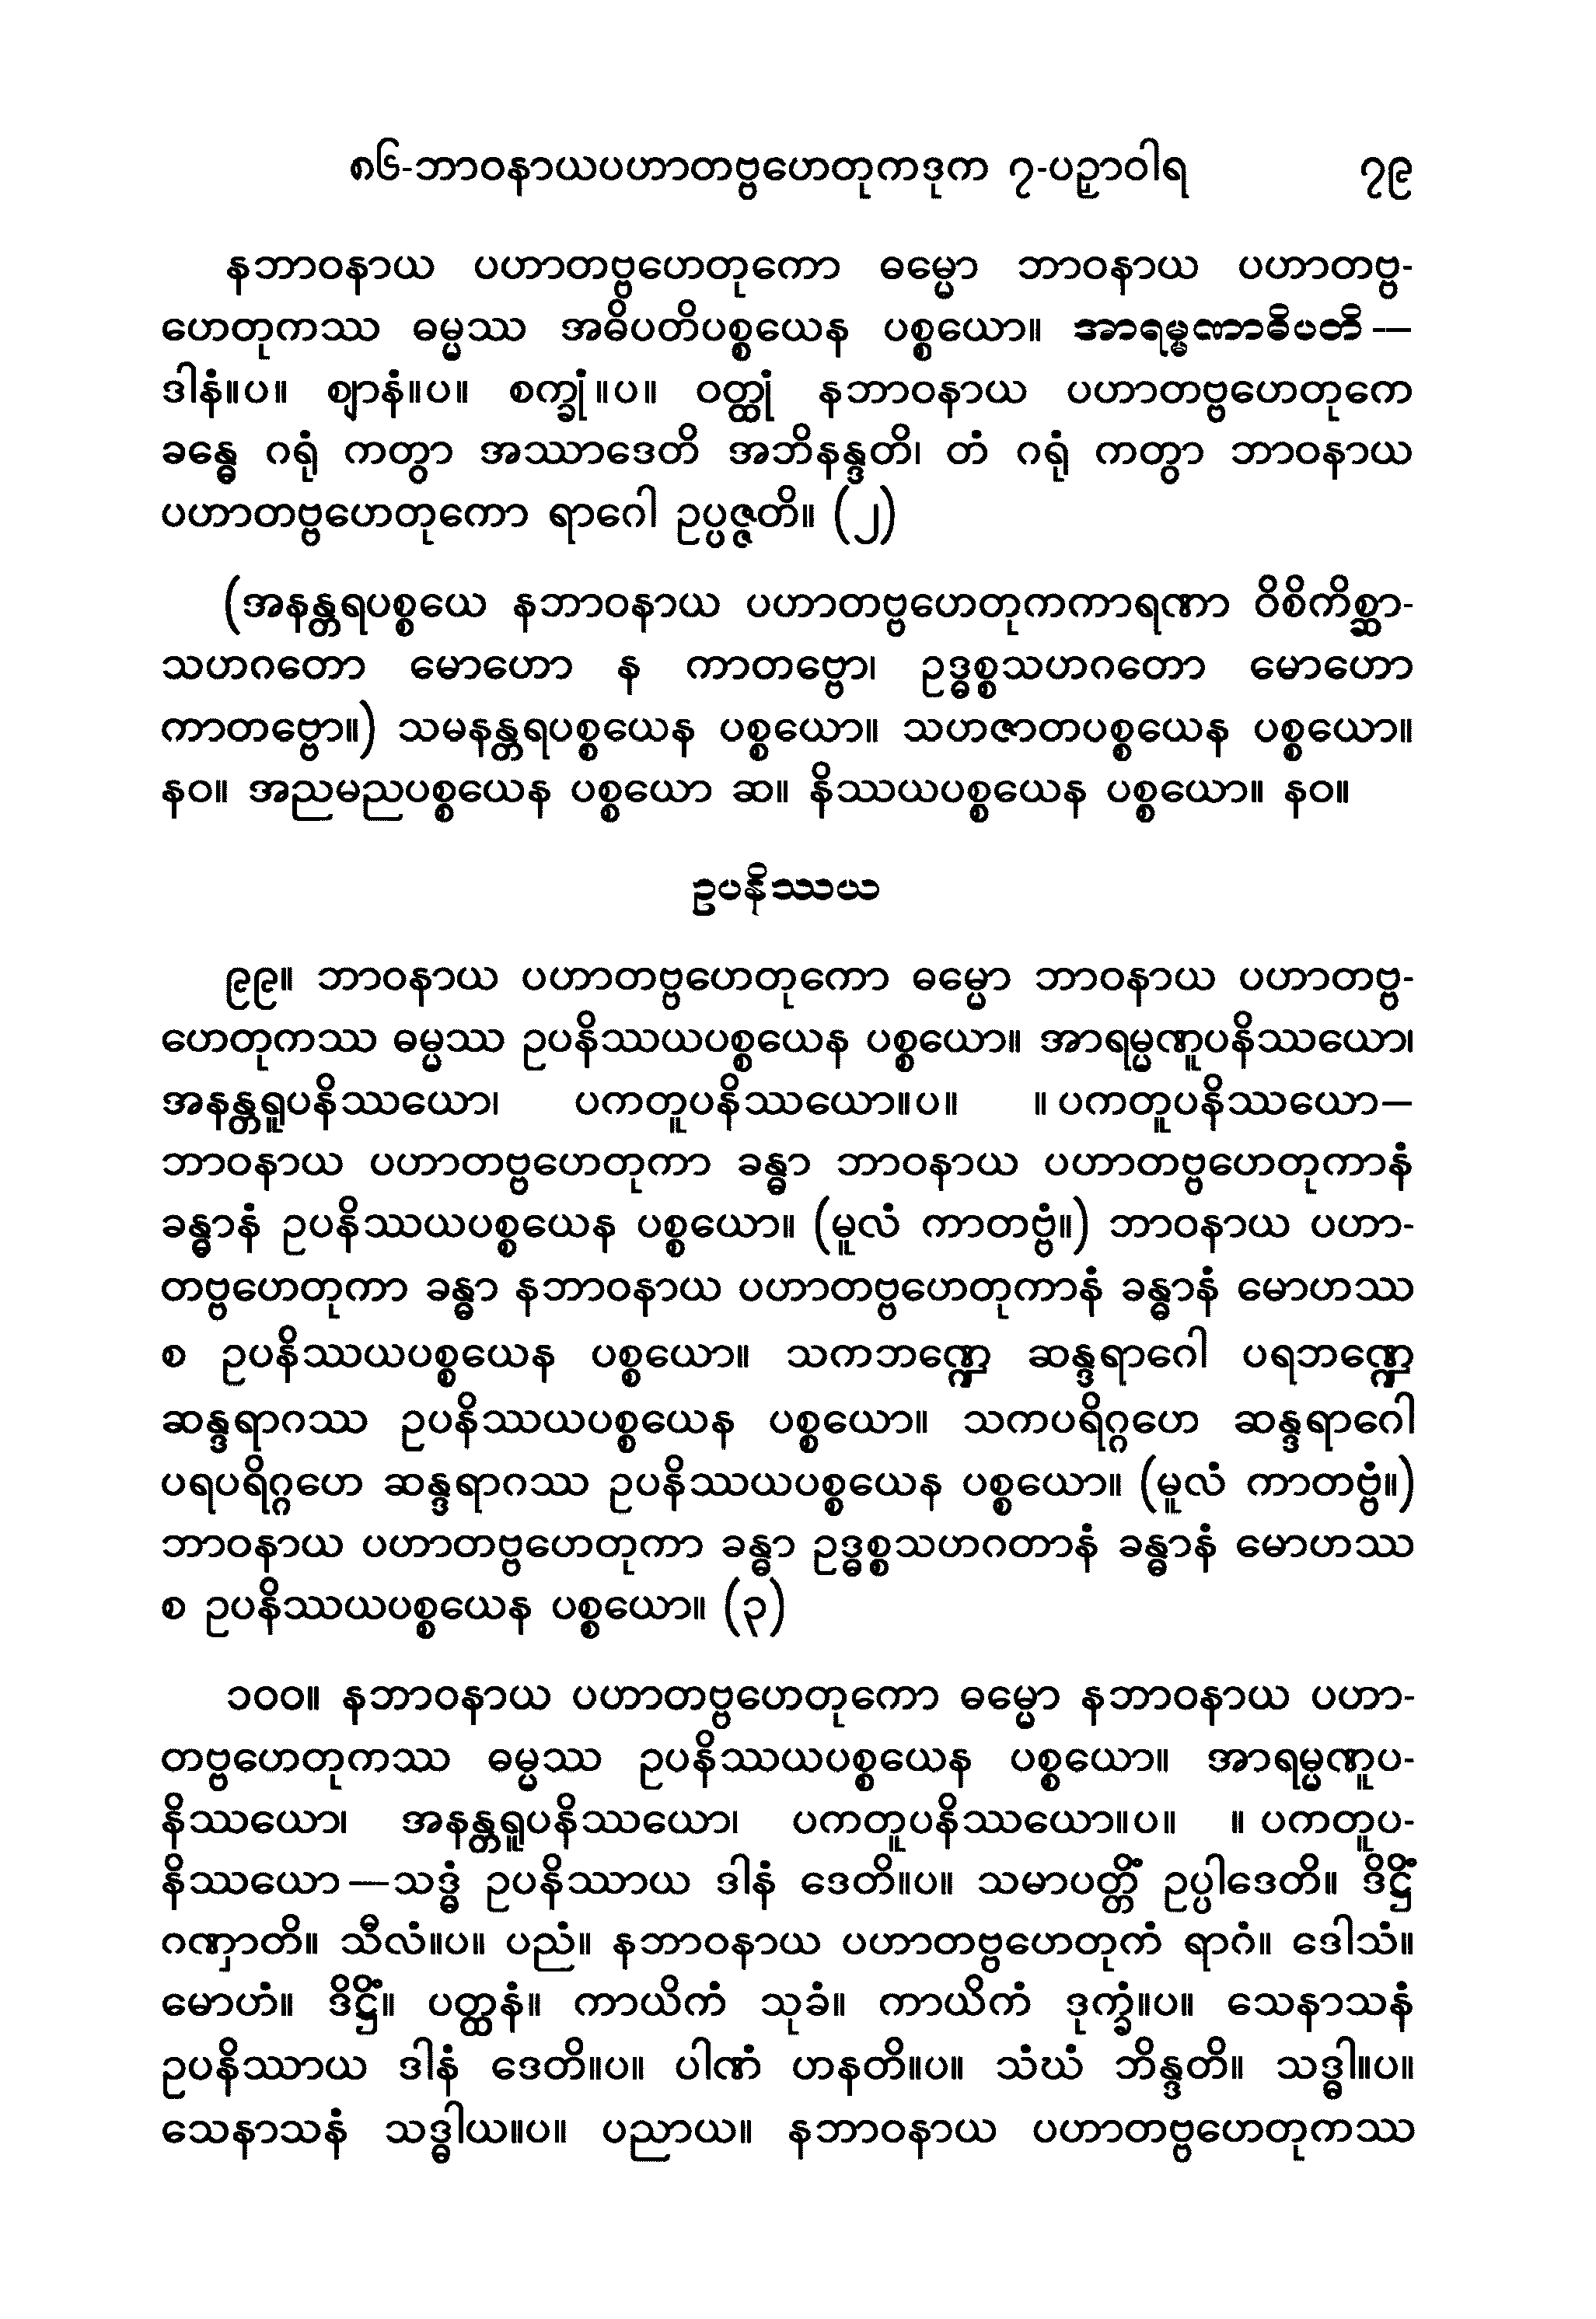 ၈၆-ဘာဝနာယပဟာတဗ္ဗဟေတုကဒုက ၇-ပဉှာဝါရ ၇၉
နဘာဝနာယ ပဟာတဗ္ဗဟေတုကော ဓမ္မော ဘာဝနာယ ပဟာတဗ္ဗ-
ဟေတုကဿ ဓမ္မဿ အဓိပတိပစ္စယေန ပစ္စယော။ အာရမ္မဏာဓိပတိ —
ဒါနံ။ပ။ ဈာနံ။ပ။ စက္ခုံ။ပ။ ဝတ္ထုံ နဘာဝနာယ ပဟာတဗ္ဗဟေတုကေ
ခန္ဓေ ဂရုံ ကတွာ အဿာဒေတိ အဘိနန္ဒတိ၊ တံ ဂရုံ ကတွာ ဘာဝနာယ
ပဟာတဗ္ဗဟေတုကော ရာဂေါ ဥပ္ပဇ္ဇတိ။ (၂)
(အနန္တရပစ္စယေ နဘာဝနာယ ပဟာတဗ္ဗဟေတုကကာရဏာ ဝိစိကိစ္ဆာ-
သဟဂတော မောဟော န ကာတဗ္ဗော၊ ဥဒ္ဓစ္စသဟဂတော မောဟော
ကာတဗ္ဗော။) သမနန္တရပစ္စယေန ပစ္စယော။ သဟဇာတပစ္စယေန ပစ္စယော။
နဝ။ အညမညပစ္စယေန ပစ္စယော ဆ။ နိဿယပစ္စယေန ပစ္စယော။ နဝ။
ဥပနိဿယ
၉၉။ ဘာဝနာယ ပဟာတဗ္ဗဟေတုကော ဓမ္မော ဘာဝနာယ ပဟာတဗ္ဗ-
ဟေတုကဿ ဓမ္မဿ ဥပနိဿယပစ္စယေန ပစ္စယော။ အာရမ္မဏူပနိဿယော၊
အနန္တရူပနိဿယော၊ ပကတူပနိဿယော။ပ။ ။ ပကတူပနိဿယော—
ဘာဝနာယ ပဟာတဗ္ဗဟေတုကာ ခန္ဓာ ဘာဝနာယ ပဟာတဗ္ဗဟေတုကာနံ
ခန္ဓာနံ ဥပနိဿယပစ္စယေန ပစ္စယော။ (မူလံ ကာတဗ္ဗံ။) ဘာဝနာယ ပဟာ-
တဗ္ဗဟေတုကာ ခန္ဓာ နဘာဝနာယ ပဟာတဗ္ဗဟေတုကာနံ ခန္ဓာနံ မောဟဿ
စ ဥပနိဿယပစ္စယေန ပစ္စယော။ သကဘဏ္ဍေ ဆန္ဒရာဂေါ ပရဘဏ္ဍေ
ဆန္ဒရာဂဿ ဥပနိဿယပစ္စယေန ပစ္စယော။ သကပရိဂ္ဂဟေ ဆန္ဒရာဂေါ
ပရပရိဂ္ဂဟေ ဆန္ဒရာဂဿ ဥပနိဿယပစ္စယေန ပစ္စယော။ (မူလံ ကာတဗ္ဗံ။)
ဘာဝနာယ ပဟာတဗ္ဗဟေတုကာ ခန္ဓာ ဥဒ္ဓစ္စသဟဂတာနံ ခန္ဓာနံ မောဟဿ
စ ဥပနိဿယပစ္စယေန ပစ္စယော။ (၃)
၁၀၀။ နဘာဝနာယ ပဟာတဗ္ဗဟေတုကော ဓမ္မော နဘာဝနာယ ပဟာ-
တဗ္ဗဟေတုကဿ ဓမ္မဿ ဥပနိဿယပစ္စယေန ပစ္စယော။ အာရမ္မဏူပ-
နိဿယော၊ အနန္တရူပနိဿယော၊ ပကတူပနိဿယော။ပ။ ။ ပကတူပ-
နိဿယော—သဒ္ဓံ ဥပနိဿာယ ဒါနံ ဒေတိ။ပ။ သမာပတ္တိံ ဥပ္ပါဒေတိ။ ဒိဋ္ဌိံ
ဂဏှာတိ။ သီလံ။ပ။ ပညံ။ နဘာဝနာယ ပဟာတဗ္ဗဟေတုကံ ရာဂံ။ ဒေါသံ။
မောဟံ။ ဒိဋ္ဌိံ။ ပတ္ထနံ။ ကာယိကံ သုခံ။ ကာယိကံ ဒုက္ခံ။ပ။ သေနာသနံ
ဥပနိဿာယ ဒါနံ ဒေတိ။ပ။ ပါဏံ ဟနတိ။ပ။ သံဃံ ဘိန္ဒတိ။ သဒ္ဓါ။ပ။
သေနာသနံ သဒ္ဓါယ။ပ။ ပညာယ။ နဘာဝနာယ ပဟာတဗ္ဗဟေတုကဿ